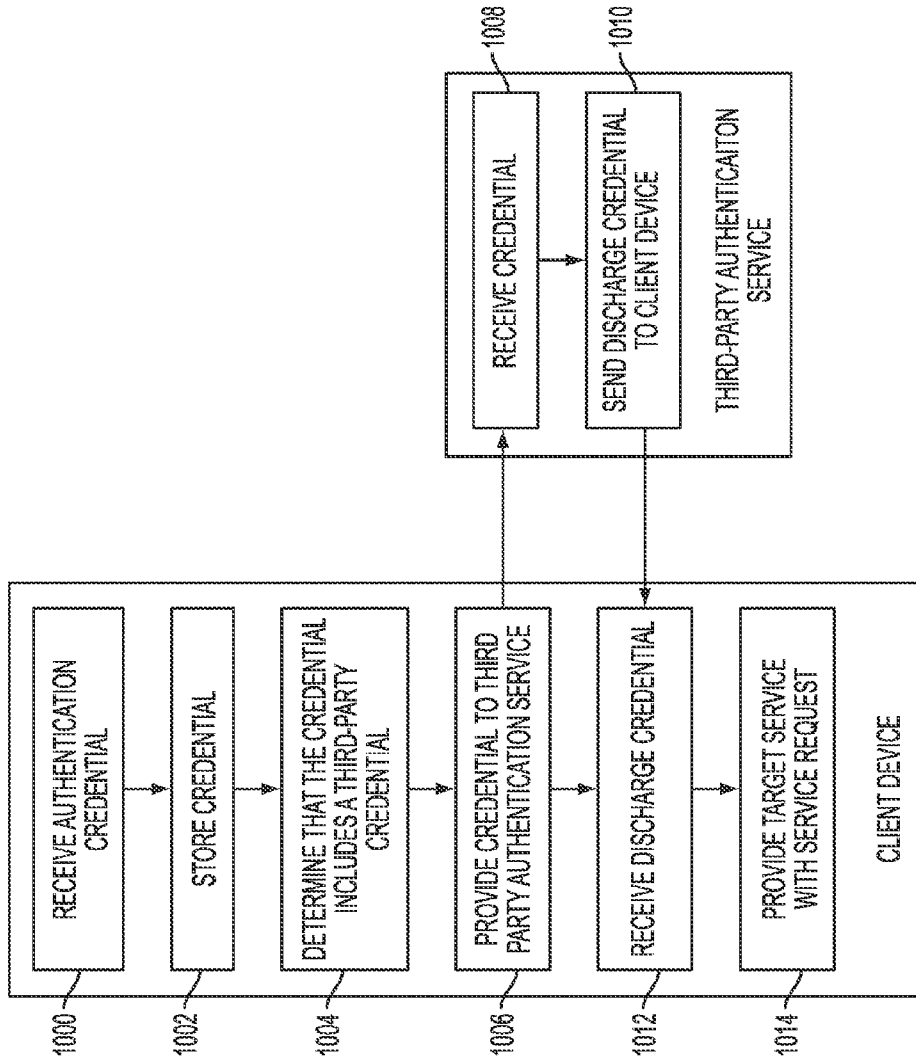 1000
RECEIVE AUTHENTICATION
CREDENTIAL
1002
STORE CREDENTIAL
1004
DETERMINE THAT THE CREDENTIAL
INCLUDES A THIRD-PARTY
CREDENTIAL
1006
PROVIDE CREDENTIAL TO THIRD
PARTY AUTHENTICATION SERVICE
1012
RECEIVE DISCHARGE CREDENTIAL
1014
PROVIDE TARGET SERVICE
WITH SERVICE REQUEST
CLIENT DEVICE
RECEIVE CREDENTIAL
1008
SEND DISCHARGE CREDENTIAL
TO CLIENT DEVICE
1010
THIRD-PARTY AUTHENTICAITON
SERVICE